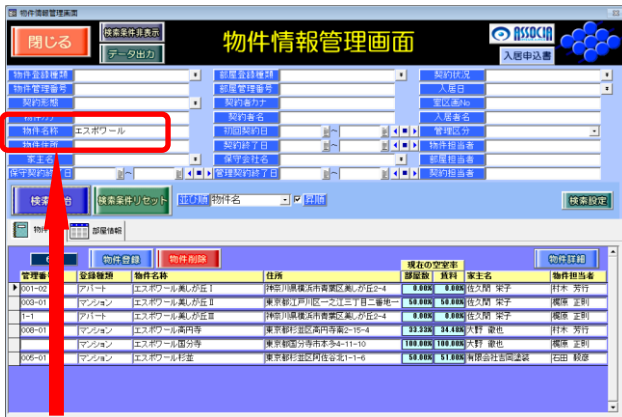 物件情報管理画面
閉じる
検索条件非表示
データ出力
物件情報管理画面
ASSOCIA
入居申込書
物件登録種類
部屋登録種類
契約状況
物件管理番号
部屋管理番号
入居日
契約形態
契約者カナ
室区画No
物件カナ
契約者名
入居者名
物件名称 エスポワール
初回契約日 ~
管理区分
物件住所
契約終了日 ~
物件担当者
家主名
保守会社名
部屋担当者
保守契約終了日 ~
管理契約終了日 ~
契約担当者
検索
検索条件リセット
並び順 物件名
昇順
検索設定
部屋情報
物件登録
物件削除
現在の空室率
物件詳細
管理番
登録種類
物件名称
住所
部屋数
賃料
家主名
物件担当者
001-02 アパート エスポワール美しが丘Ⅰ 神奈川県横浜市青葉区美しが丘2-4 0.00% 0.00% 佐久間 栄子 村木 芳行
003-01 マンション エスポワール美しが丘Ⅱ 東京都江戸川区一之江三丁目二番地一 50.00% 50.00% 佐久間 栄子 梶原 正則
1-1 アパート エスポワール美しが丘Ⅲ 神奈川県横浜市青葉区美しが丘2-4 0.00% 0.00% 佐久間 栄子 梶原 正則
008-01 マンション エスポワール高円寺 東京都杉並区高円寺南2-15-4 33.33% 34.48% 大野 徹也 村木 芳行
マンション エスポワール国分寺 東京都国分寺市本多4-11-10 100.00% 100.00% 大野 徹也 梶原 正則
005-01 マンション エスポワール杉並 東京都杉並区阿佐谷北1-1-6 50.00% 51.00% 有限会社吉岡塗装 石田 毅彦